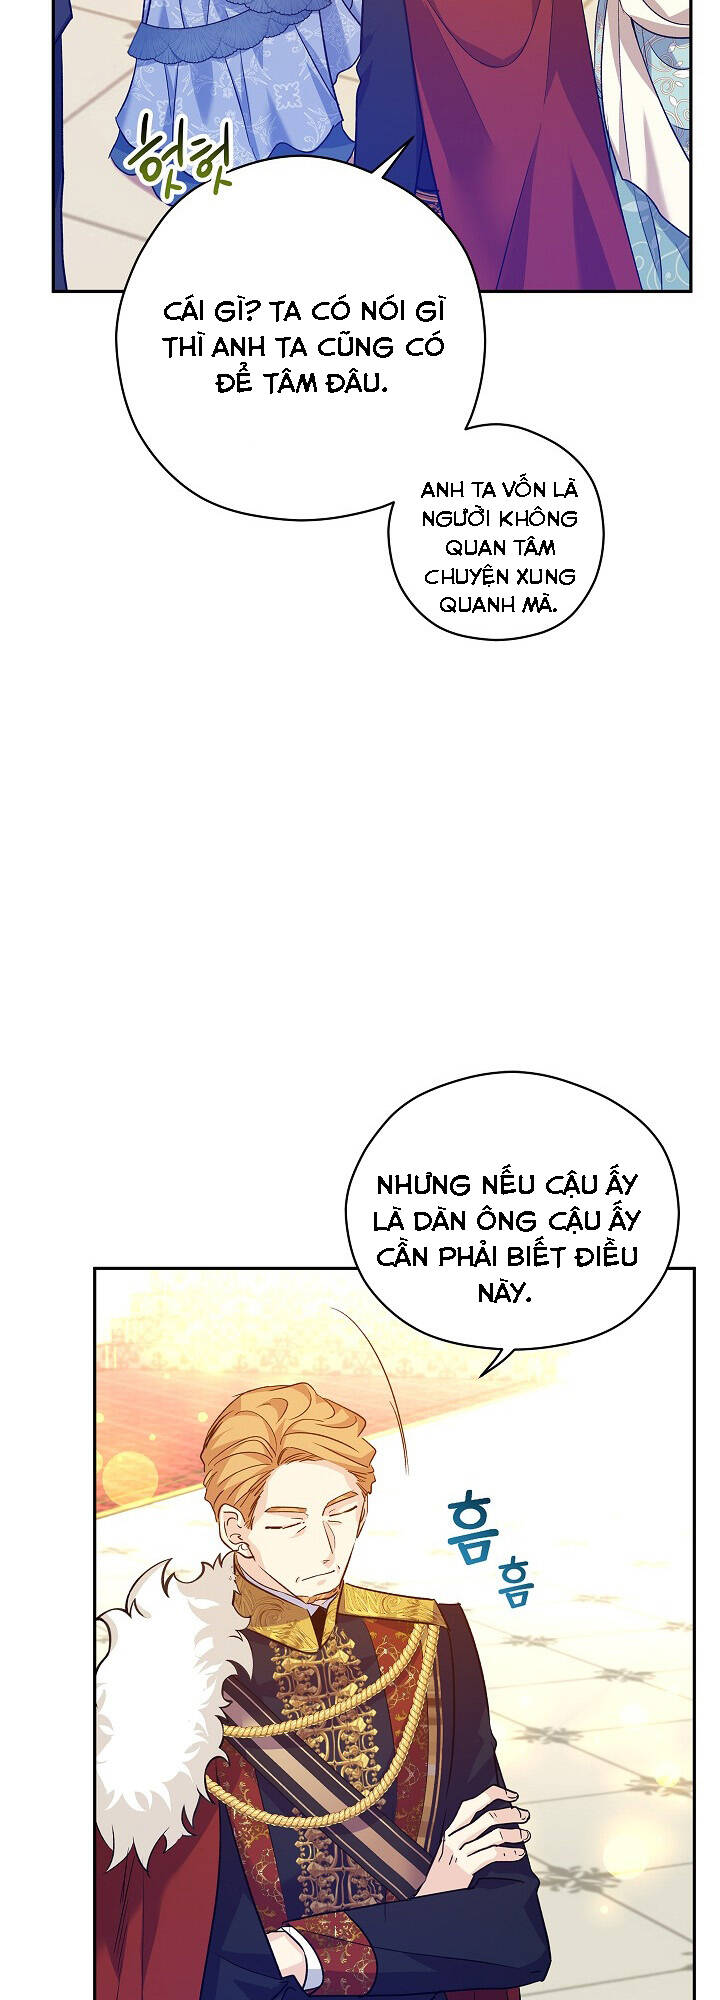 헛헛
CÁI GÌ? TA CÓ NÓI GÌ
THÌ ANH TA CŨNG CÓ
ĐỂ TÂM ĐÂU.
ANH TA VỐN LÀ
NGƯỜI KHÔNG
QUAN TÂM
CHUYỆN XUNG
QUANH MÀ.
NHƯNG NẾU CẬU ẤY
LÀ DÀN ÔNG CẬU ẤY
CẦN PHẢI BIẾT ĐIỀU
NÀY.
흠
흠